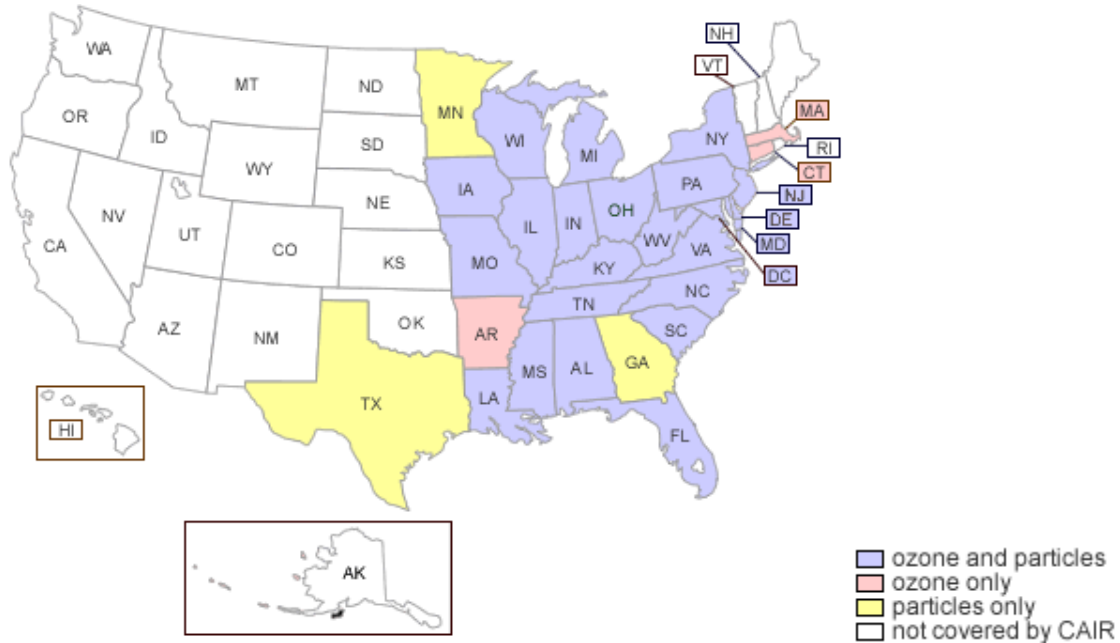 NH
WA
VT
MT
ND
MN
MA
OR
ID
SD
WI
NY
RI
MI
WY
CT
IA
PA
NJ
NE
NV
OH
DE
IL
IN
UT
CO
WV
MD
CA
VA
KS
MO
KY
DC
NC
TN
OK
AZ
AR
SC
NM
GA
MS
AL
LA
TX
HI
FL
AK
ozone and particles
ozone only
particles only
not covered by CAIR